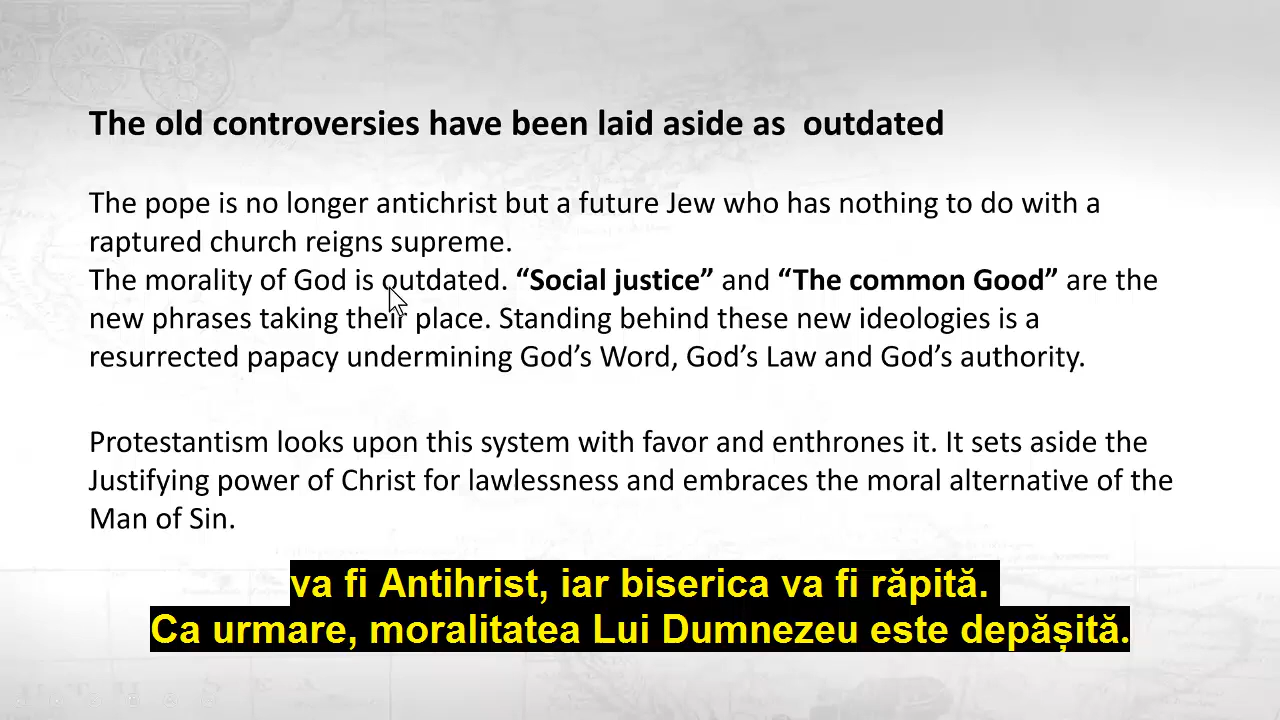 The old controversies have been laid aside as  outdated
The pope is no longer antichrist but a future Jew who has nothing to do with a
raptured church reigns supreme.
The morality of God is outdated. “Social justice” and “The common Good” are the
new phrases taking their place. Standing behind these new ideologies is a
resurrected papacy undermining God’s Word, God’s Law and God’s authority.
Protestantism looks upon this system with favor and enthrones it. It sets aside the
Justifying power of Christ for lawlessness and embraces the moral alternative of the
Man of Sin.
va fi Antihrist, iar biserica va fi răpită.
Ca urmare, moralitatea Lui Dumnezeu este depășită.